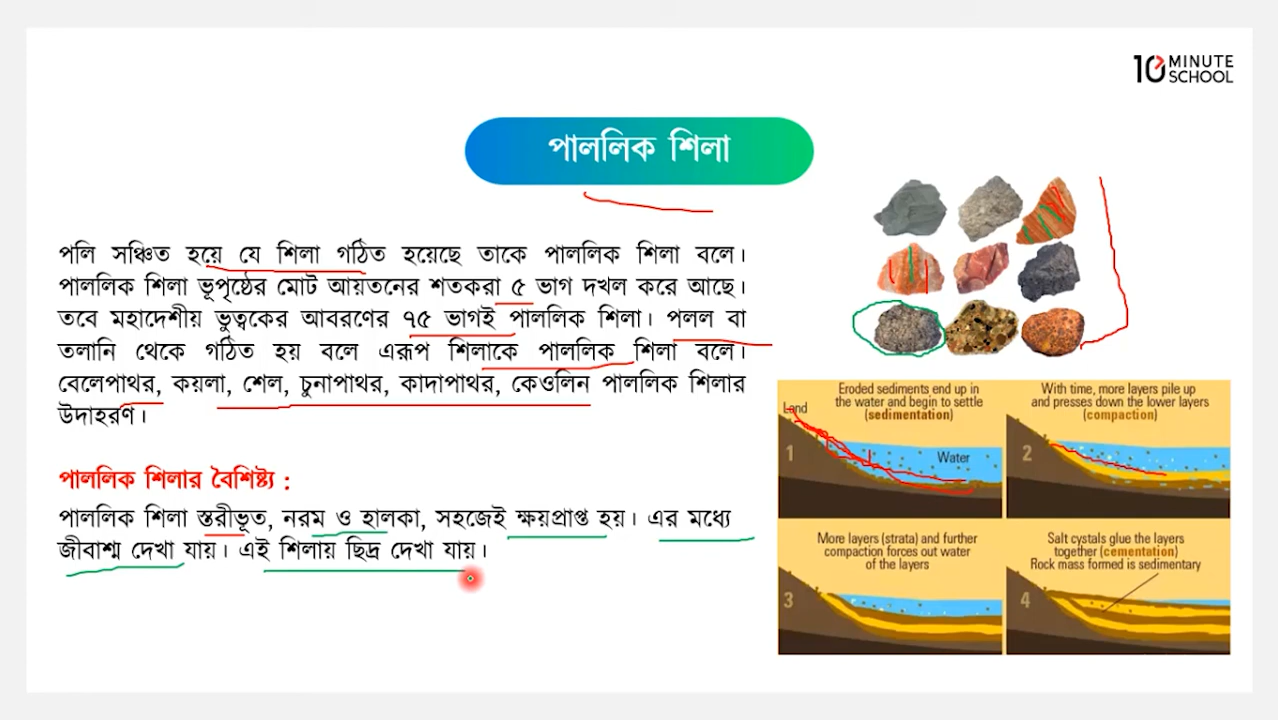 10 MINUTE
SCHOOL
পাললিক শিলা
পলি সঞ্চিত হয়ে যে শিলা গঠিত হয়েছে তাকে পাললিক শিলা বলে।
পাললিক শিলা ভূপৃষ্ঠের মোট আয়তনের শতকরা ৫ ভাগ দখল করে আছে।
তবে মহাদেশীয় ভুত্বকের আবরণের ৭৫ ভাগই পাললিক শিলা। পলল বা
তলানি থেকে গঠিত হয় বলে এরূপ শিলাকে পাললিক শিলা বলে।
বেলেপাথর, কয়লা, শেল, চুনাপাথর, কাদাপাথর, কেওলিন পাললিক শিলার
উদাহরণ।
পাললিক শিলার বৈশিষ্ট্য :
পাললিক শিলা স্তরীভূত, নরম ও হালকা, সহজেই ক্ষয়প্রাপ্ত হয়। এর মধ্যে
জীবাশ্ম দেখা যায়। এই শিলায় ছিদ্র দেখা যায়।
Eroded sediments end up in
the water and begin to settle
(sedimentation)
Land
1
Water
With time, more layers pile up
and presses down the lower layers
(compaction)
2
More layers (strata) and further
compaction forces out water
of the layers
3
Salt cystals glue the layers
together (cementation)
Rock mass formed is sedimentary
4